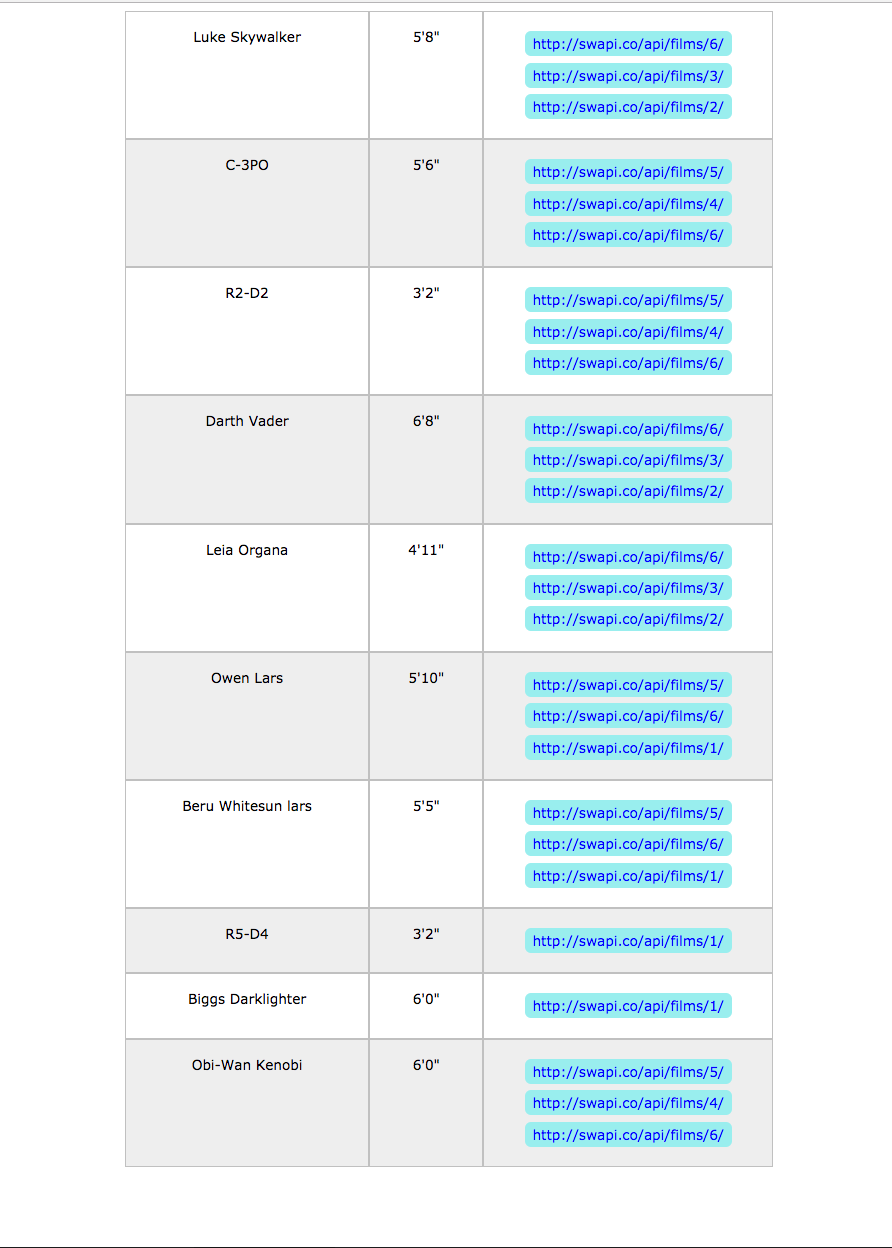 Luke Skywalker 5'8" http://swapi.co/api/films/6/
http://swapi.co/api/films/3/
http://swapi.co/api/films/2/
C-3PO 5'6" http://swapi.co/api/films/5/
http://swapi.co/api/films/4/
http://swapi.co/api/films/6/
R2-D2 3'2" http://swapi.co/api/films/5/
http://swapi.co/api/films/4/
http://swapi.co/api/films/6/
Darth Vader 6'8" http://swapi.co/api/films/6/
http://swapi.co/api/films/3/
http://swapi.co/api/films/2/
Leia Organa 4'11" http://swapi.co/api/films/6/
http://swapi.co/api/films/3/
http://swapi.co/api/films/2/
Owen Lars 5'10" http://swapi.co/api/films/5/
http://swapi.co/api/films/6/
http://swapi.co/api/films/1/
Beru Whitesun lars 5'5" http://swapi.co/api/films/5/
http://swapi.co/api/films/6/
http://swapi.co/api/films/1/
R5-D4 3'2" http://swapi.co/api/films/1/
Biggs Darklighter 6'0" http://swapi.co/api/films/1/
Obi-Wan Kenobi 6'0" http://swapi.co/api/films/5/
http://swapi.co/api/films/4/
http://swapi.co/api/films/6/